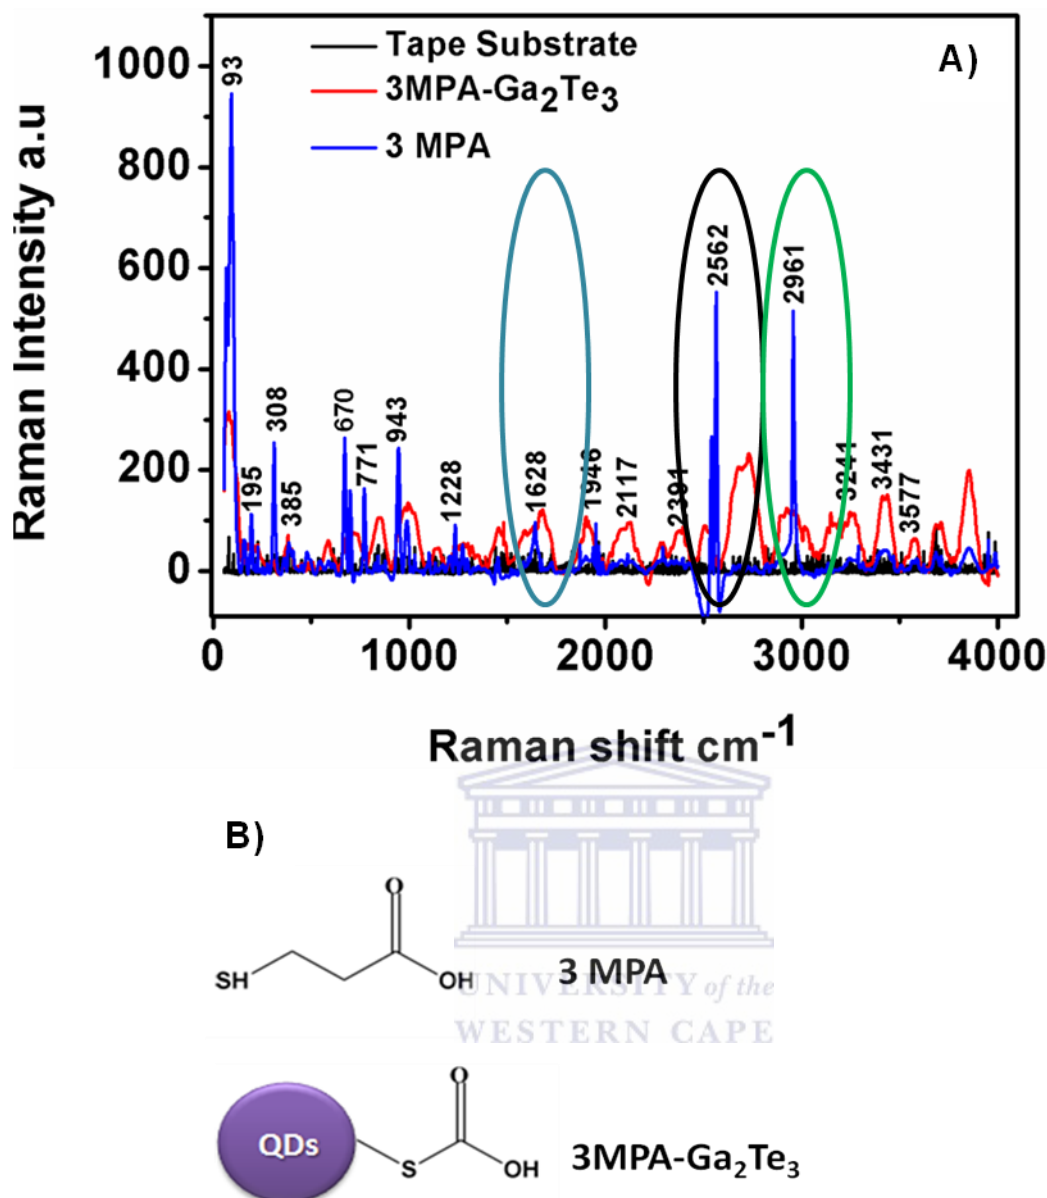 A)
Tape Substrate
3MPA-Ga₂Te₃
3 MPA
Raman Intensity a.u
1000
800
600
400
200
0
93
195
308
385
670
771
943
1228
1628
1946
2117
2391
2562
2961
3241
3431
3577
0 1000 2000 3000 4000
Raman shift cm⁻¹
B)
O
SH
OH
3 MPA
UNIVERSITY of the
WESTERN CAPE
O
QDs
S
OH
3MPA-Ga₂Te₃